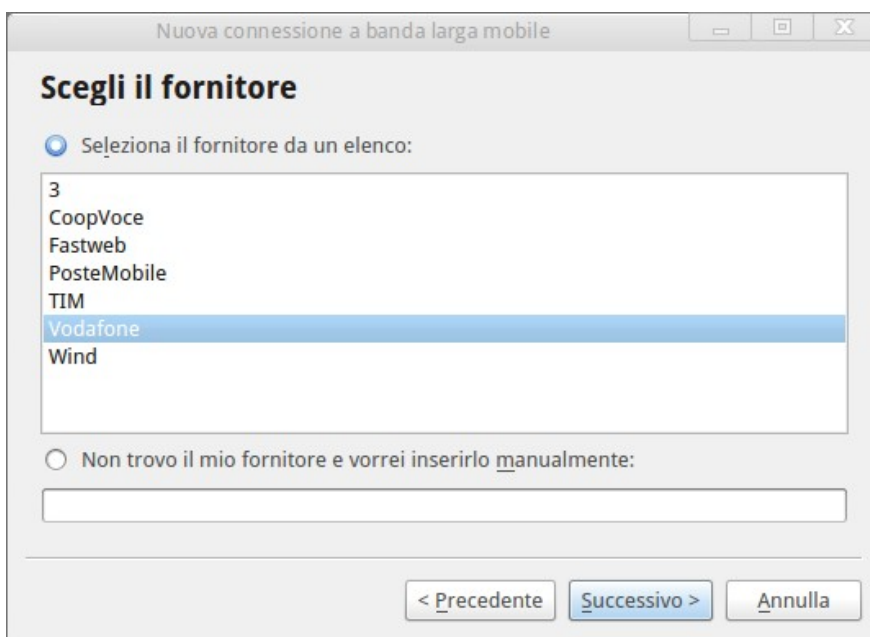 Nuova connessione a banda larga mobile
Scegli il fornitore
Seleziona il fornitore da un elenco:
3
CoopVoce
Fastweb
PosteMobile
TIM
Vodafone
Wind
Non trovo il mio fornitore e vorrei inserirlo manualmente:
< Precedente Successivo > Annulla